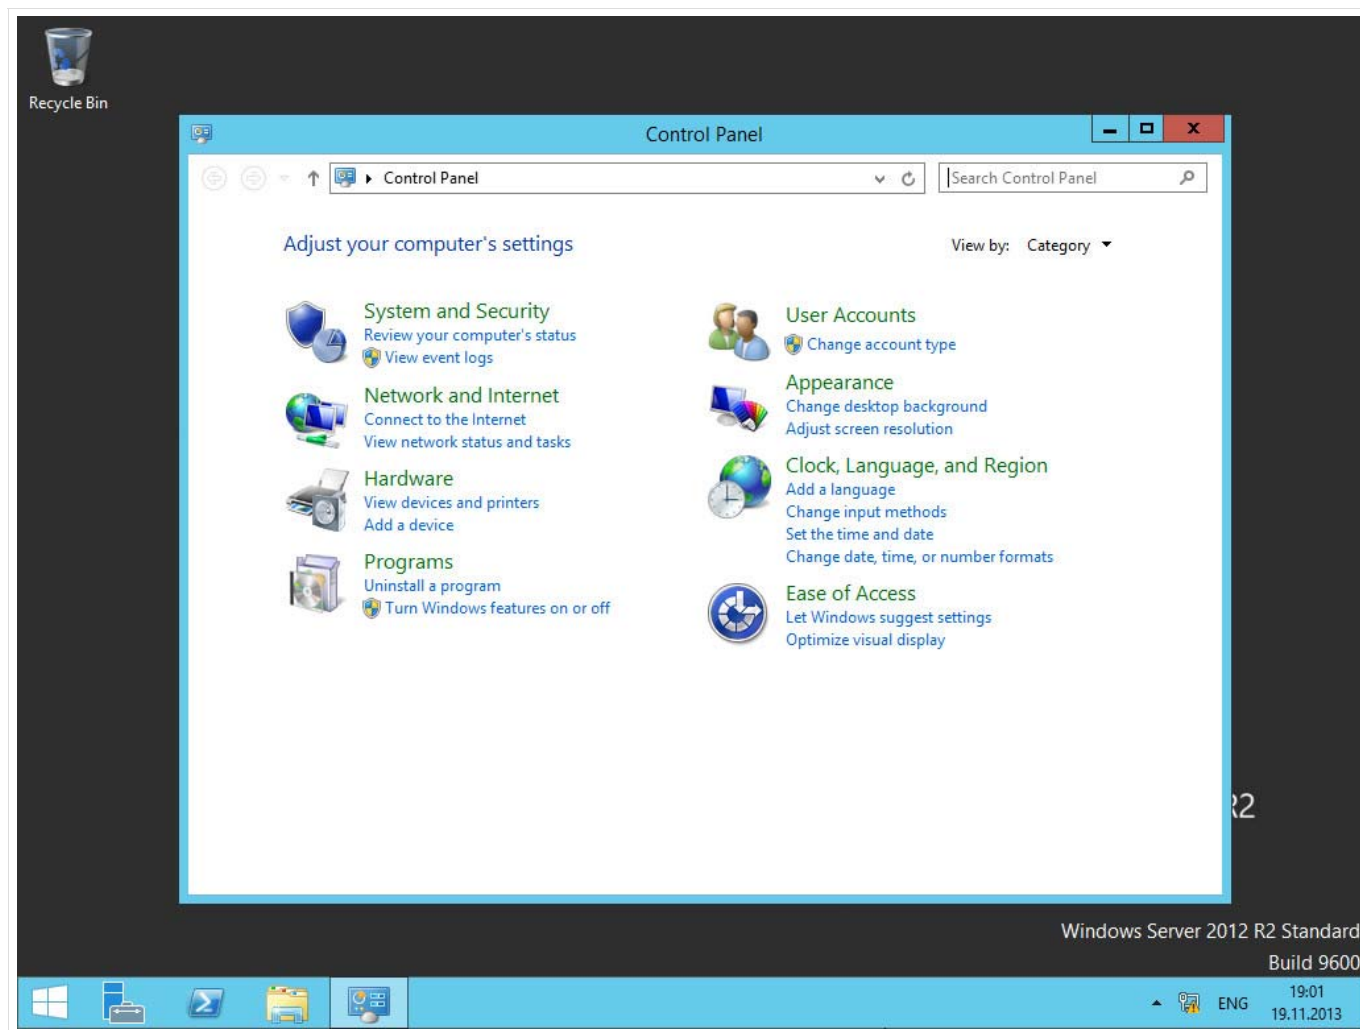 Recycle Bin
Control Panel
Control Panel
Search Control Panel
Adjust your computer's settings
View by: Category
System and Security
Review your computer's status
View event logs
Network and Internet
Connect to the Internet
View network status and tasks
Hardware
View devices and printers
Add a device
Programs
Uninstall a program
Turn Windows features on or off
User Accounts
Change account type
Appearance
Change desktop background
Adjust screen resolution
Clock, Language, and Region
Add a language
Change input methods
Set the time and date
Change date, time, or number formats
Ease of Access
Let Windows suggest settings
Optimize visual display
R2
Windows Server 2012 R2 Standard
Build 9600
ENG
19:01
19.11.2013